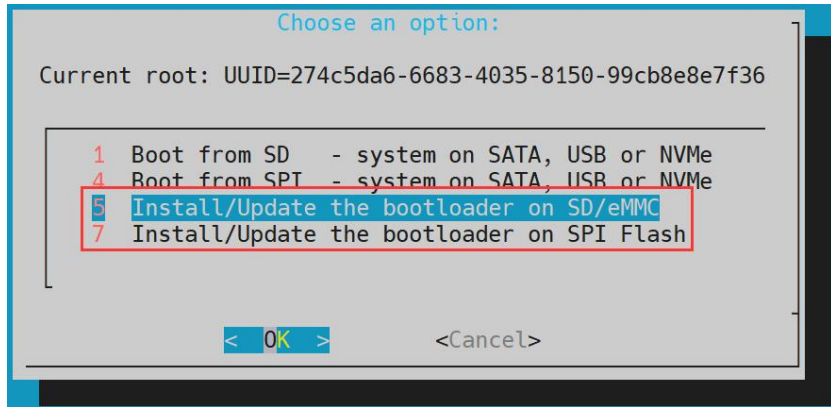 Choose an option:
Current root: UUID=274c5da6-6683-4035-8150-99cb8e8e7f36
1 Boot from SD - system on SATA, USB or NVMe
4 Boot from SPI - system on SATA, USB or NVMe
5 Install/Update the bootloader on SD/eMMC
7 Install/Update the bootloader on SPI Flash
< OK > <Cancel>